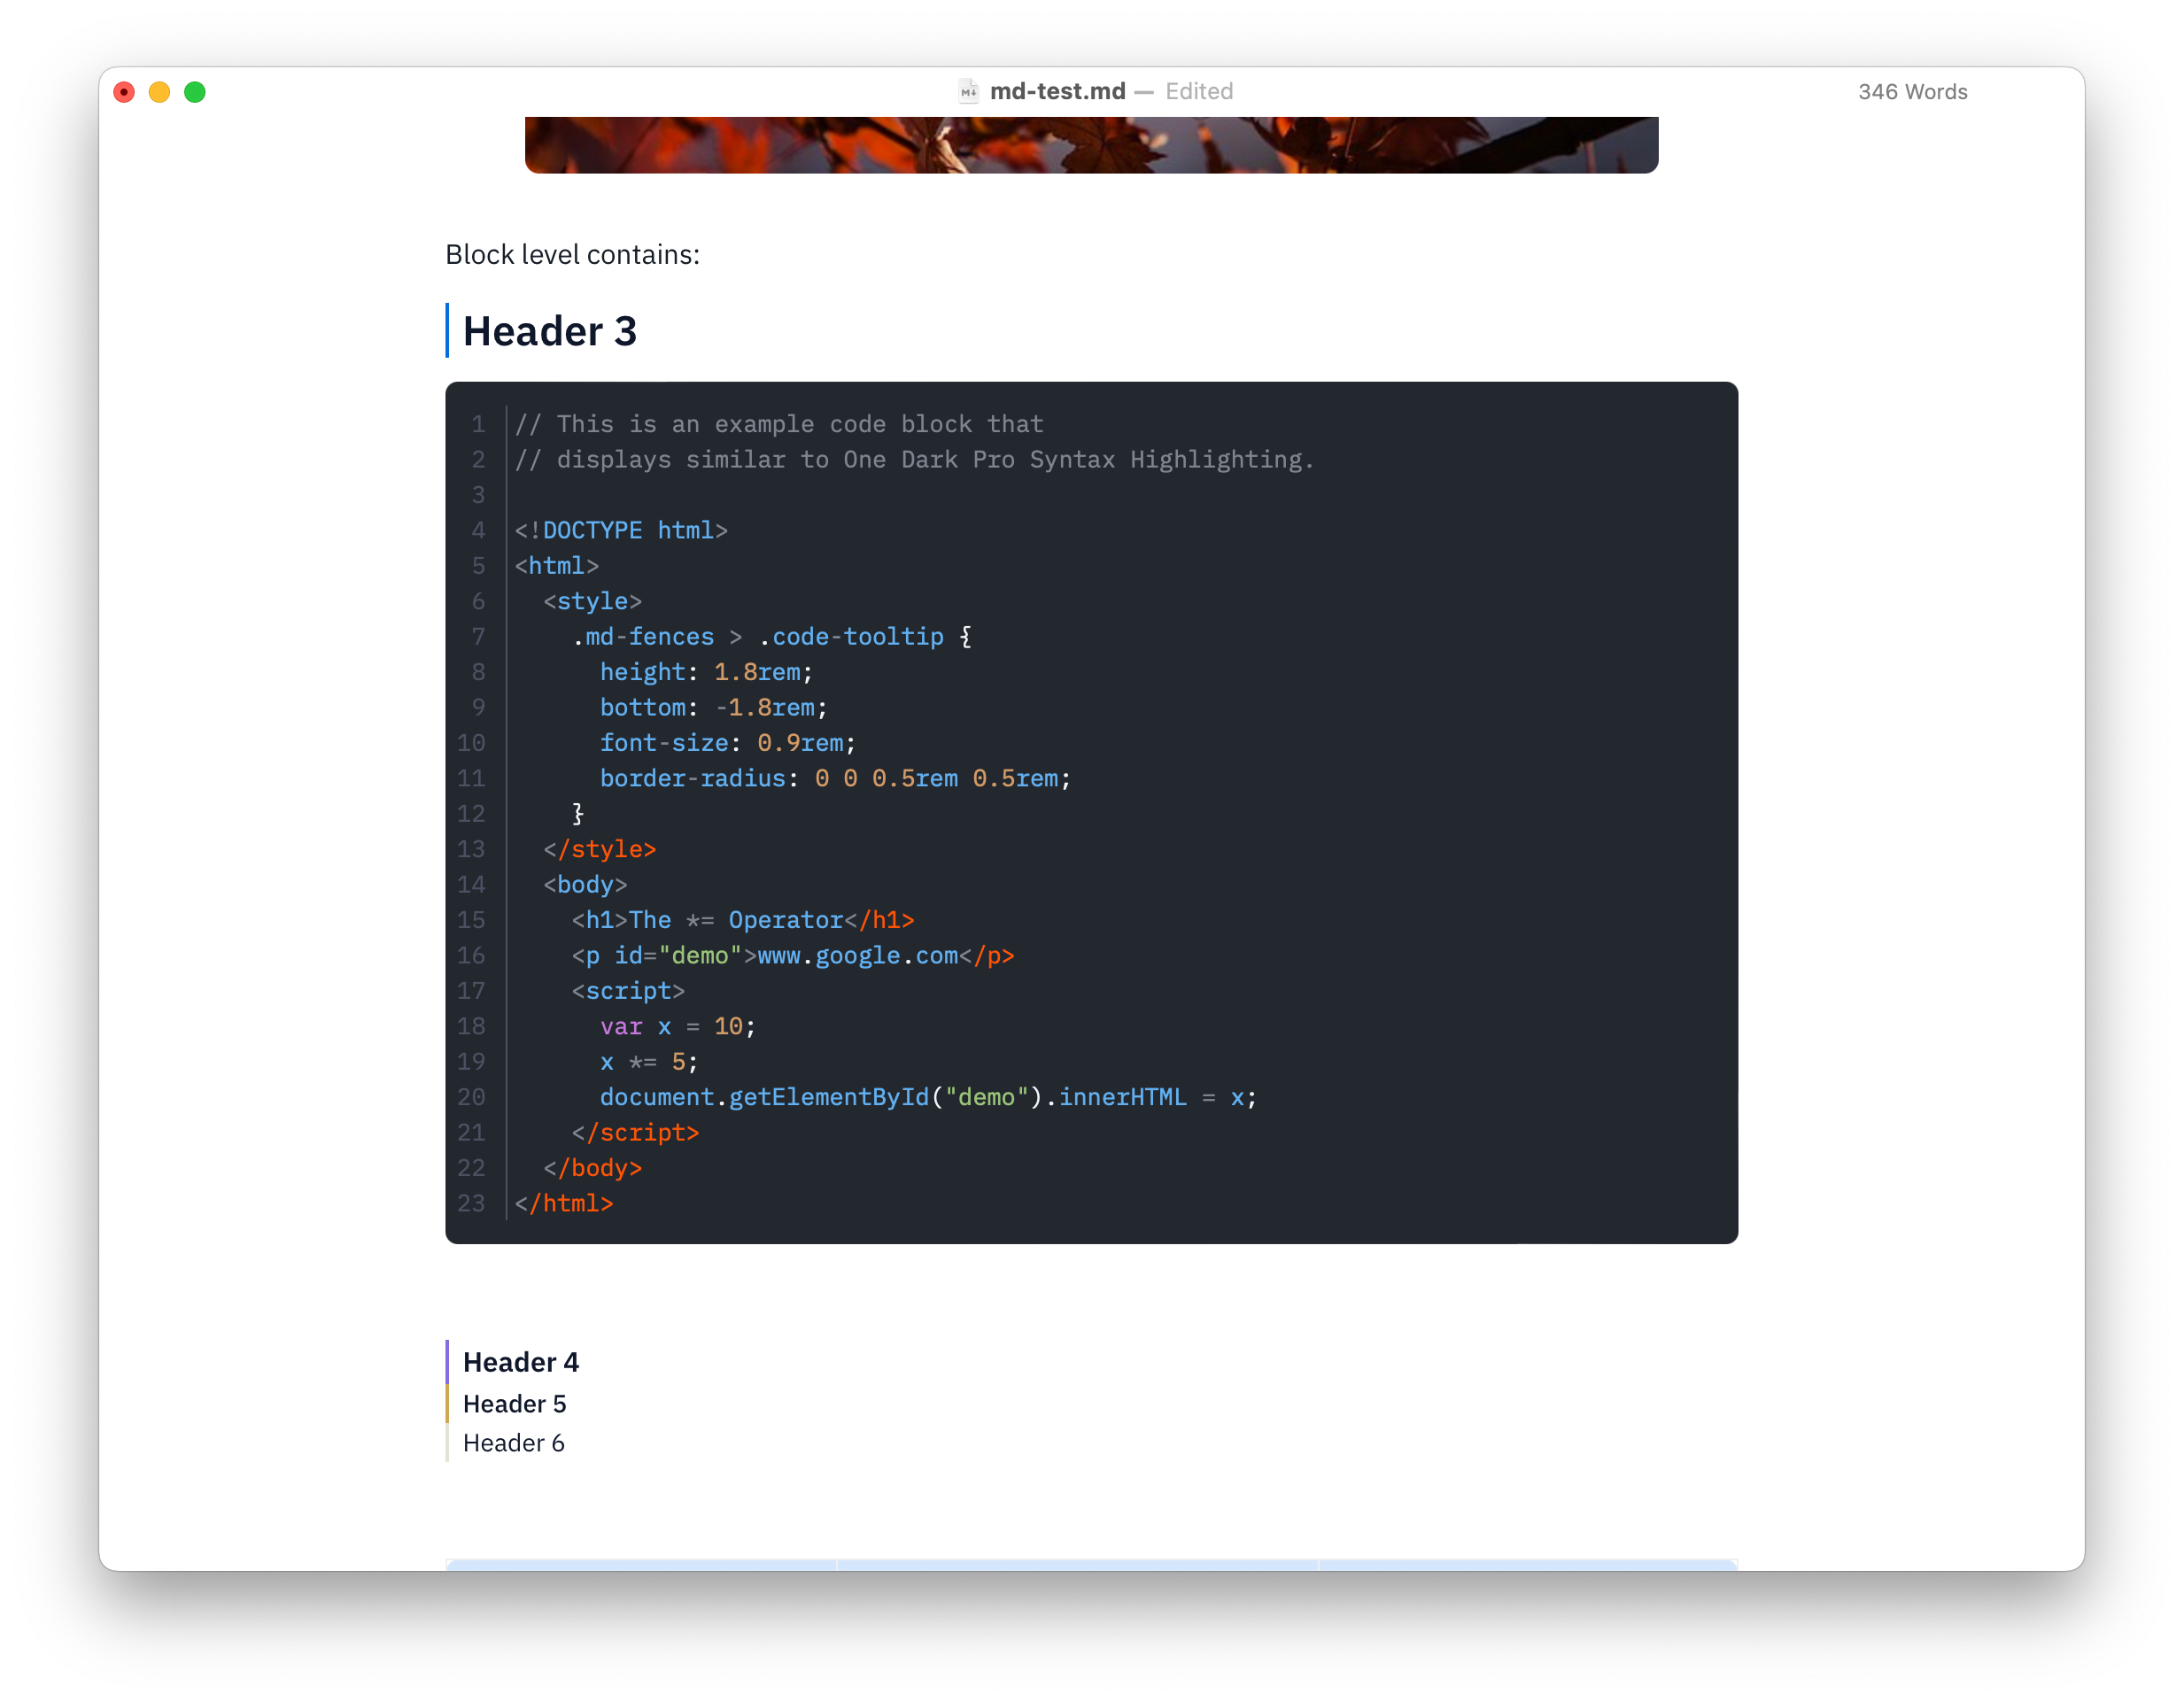 md-test.md — Edited
346 Words
Block level contains:
Header 3
1 // This is an example code block that
2 // displays similar to One Dark Pro Syntax Highlighting.
3
4 <!DOCTYPE html>
5 <html>
6   <style>
7     .md-fences > .code-tooltip {
8       height: 1.8rem;
9       bottom: -1.8rem;
10       font-size: 0.9rem;
11       border-radius: 0 0 0.5rem 0.5rem;
12     }
13   </style>
14   <body>
15     <h1>The *= Operator</h1>
16     <p id="demo">www.google.com</p>
17     <script>
18       var x = 10;
19       x *= 5;
20       document.getElementById("demo").innerHTML = x;
21     </script>
22   </body>
23 </html>
Header 4
Header 5
Header 6